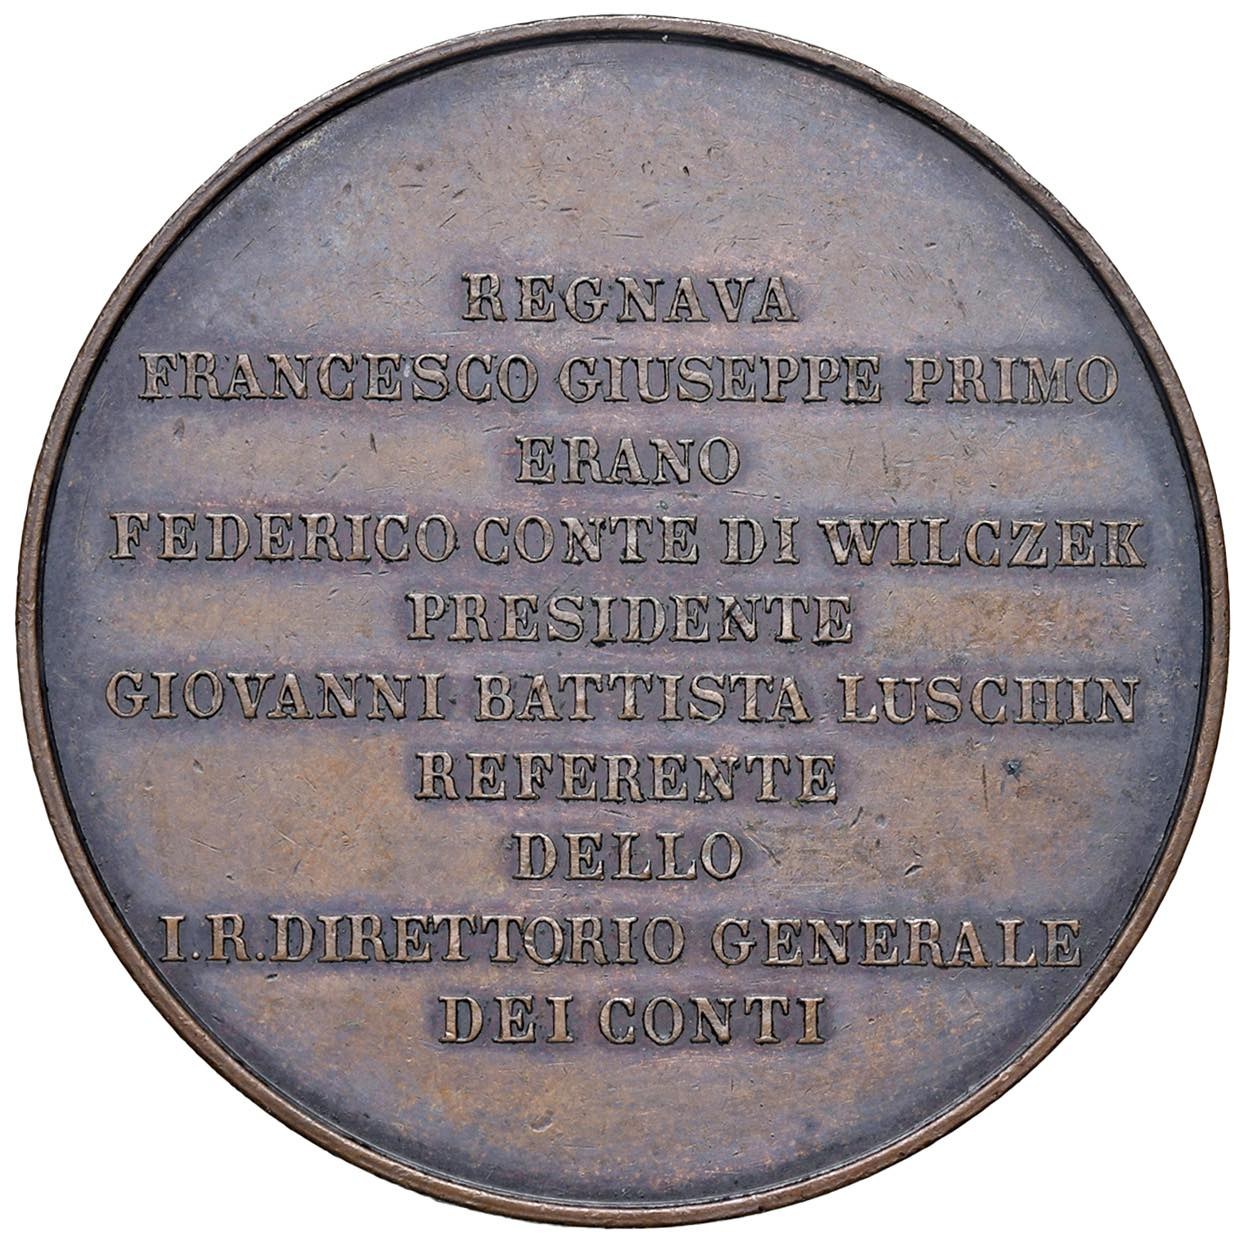 REGNAVA
FRANCESCO GIUSEPPE PRIMO
ERANO
FEDERICO CONTE DI WILCZEK
PRESIDENTE
GIOVANNI BATTISTA LUSCHIN
REFERENTE
DELLO
I.R.DIRETTORIO GENERALE
DEI CONTI